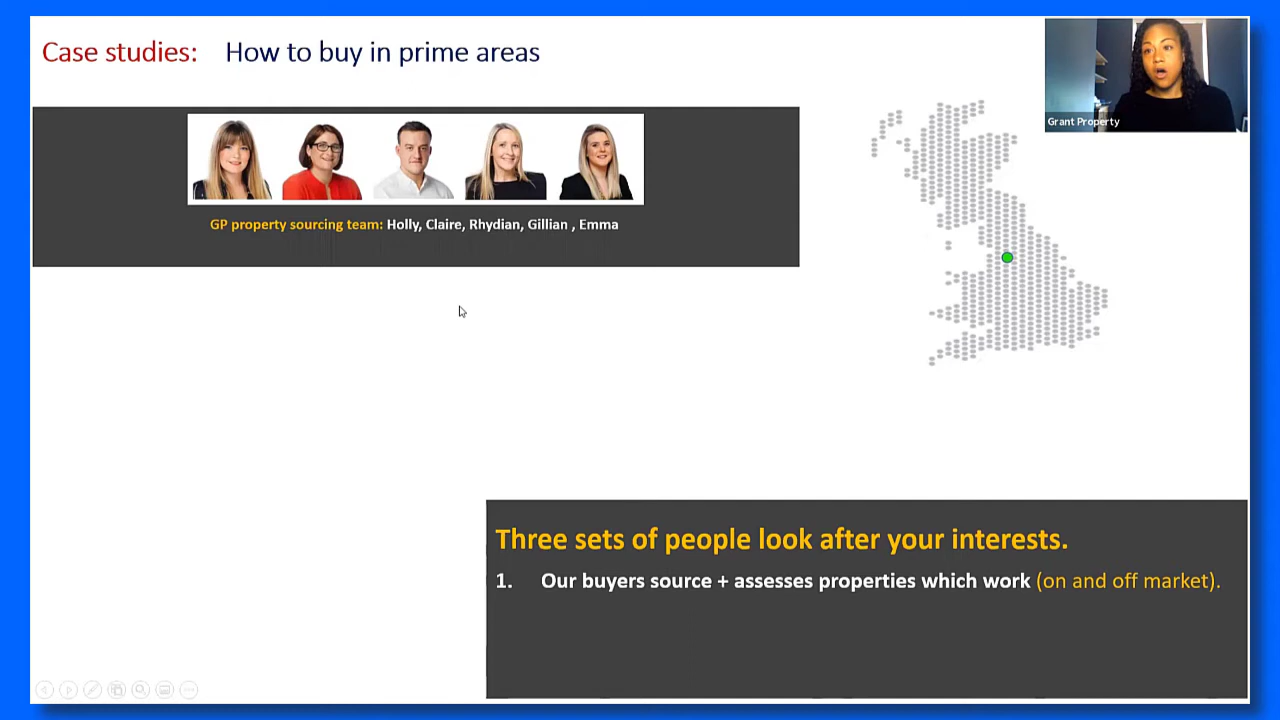 Case studies: How to buy in prime areas
Grant Property
GP property sourcing team: Holly, Claire, Rhydian, Gillian , Emma
Three sets of people look after your interests.
1. Our buyers source + assesses properties which work (on and off market).